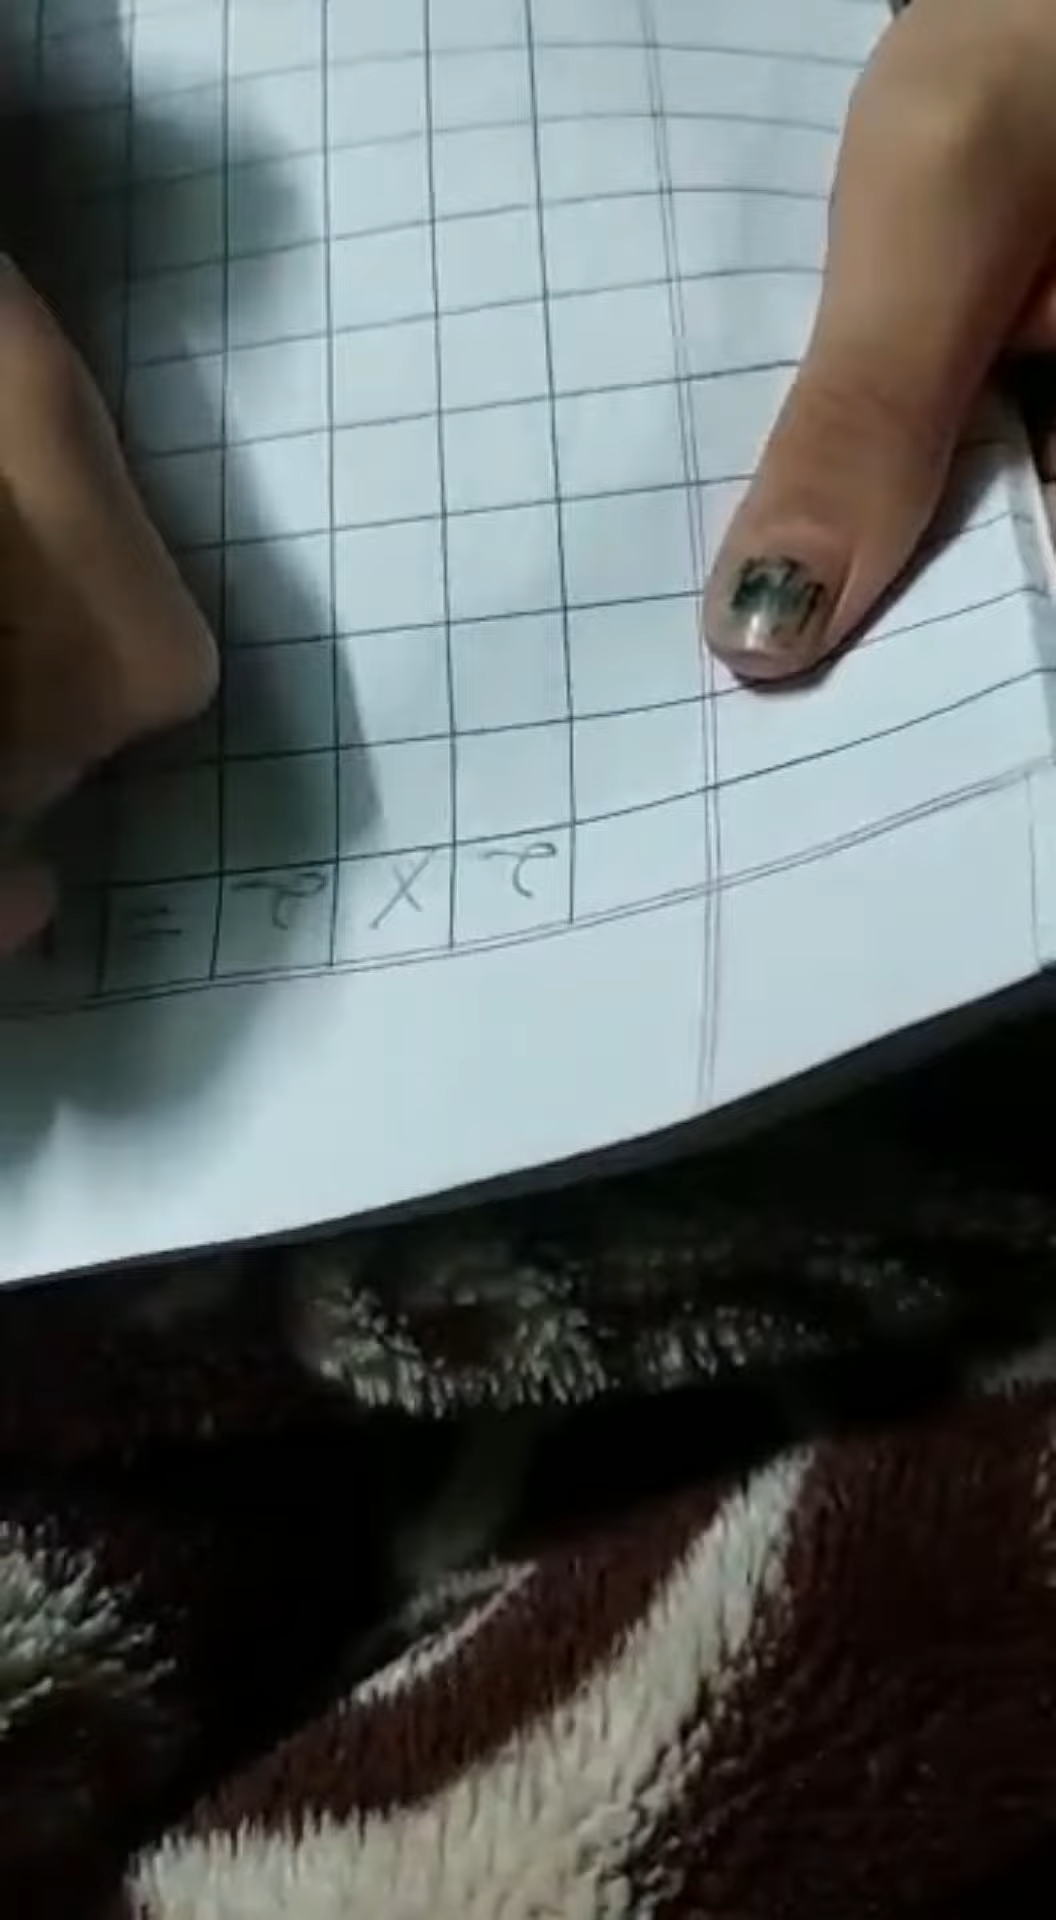 2 × 2 =